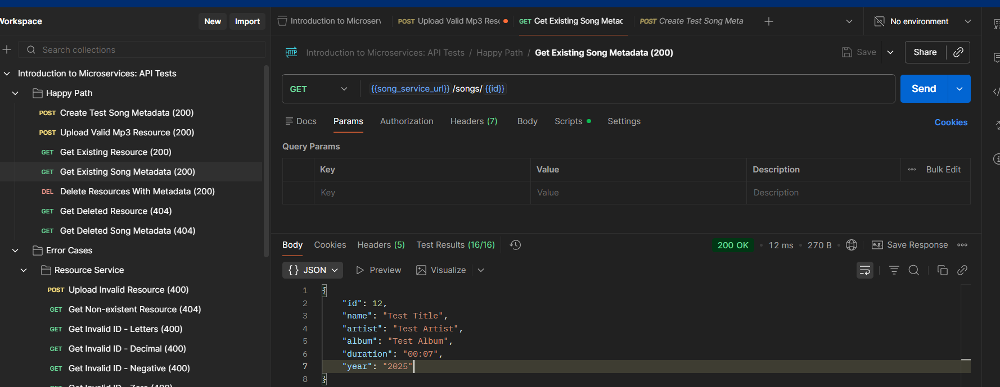 Workspace
New
Import
Introduction to Microserv
POST Upload Valid Mp3 Resc
GET Get Existing Song Metac
POST Create Test Song Meta
No environment
Search collections
Introduction to Microservices: API Tests
Happy Path
POST Create Test Song Metadata (200)
POST Upload Valid Mp3 Resource (200)
GET Get Existing Resource (200)
GET Get Existing Song Metadata (200)
DEL Delete Resources With Metadata (200)
GET Get Deleted Resource (404)
GET Get Deleted Song Metadata (404)
Error Cases
Resource Service
POST Upload Invalid Resource (400)
GET Get Non-existent Resource (404)
GET Get Invalid ID - Letters (400)
GET Get Invalid ID - Decimal (400)
GET Get Invalid ID - Negative (400)
GET Get Invalid ID - Zero (400)
HTTP Introduction to Microservices: API Tests / Happy Path / Get Existing Song Metadata (200)
Save
Share
GET
{{song_service_url}}/songs/{{id}}
Send
Docs
Params
Authorization
Headers (7)
Body
Scripts
Settings
Cookies
Query Params
Key
Value
Description
Bulk Edit
Key
Value
Description
Body
Cookies
Headers (5)
Test Results (16/16)
200 OK
12 ms
270 B
e.g. Save Response
{} JSON
Preview
Visualize
1 {
2 "id": 12,
3 "name": "Test Title",
4 "artist": "Test Artist",
5 "album": "Test Album",
6 "duration": "00:07",
7 "year": "2025"
8 }